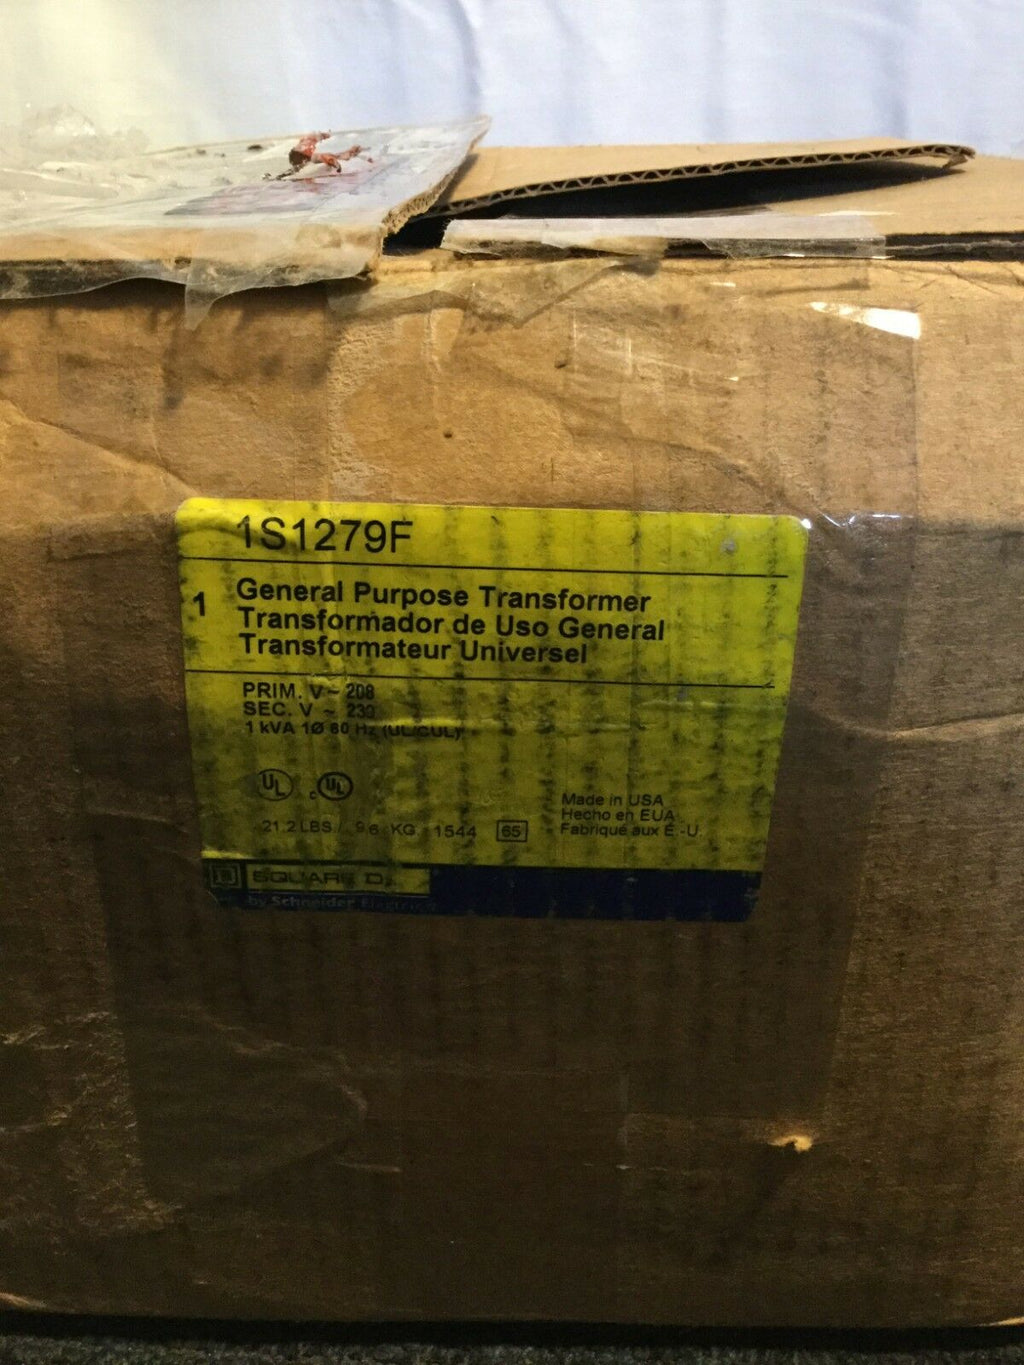 1S1279F
1 General Purpose Transformer
Transformador de Uso General
Transformateur Universel
PRIM. V ~ 208
SEC. V ~ 230
1 kVA 1Ø 60 Hz (UL/CUL)
UL c UL
21.2 LBS / 9.6 KG 1544 65
Made in USA
Hecho en EUA
Fabriqué aux É.-U.
SQUARE D
by Schneider Electric